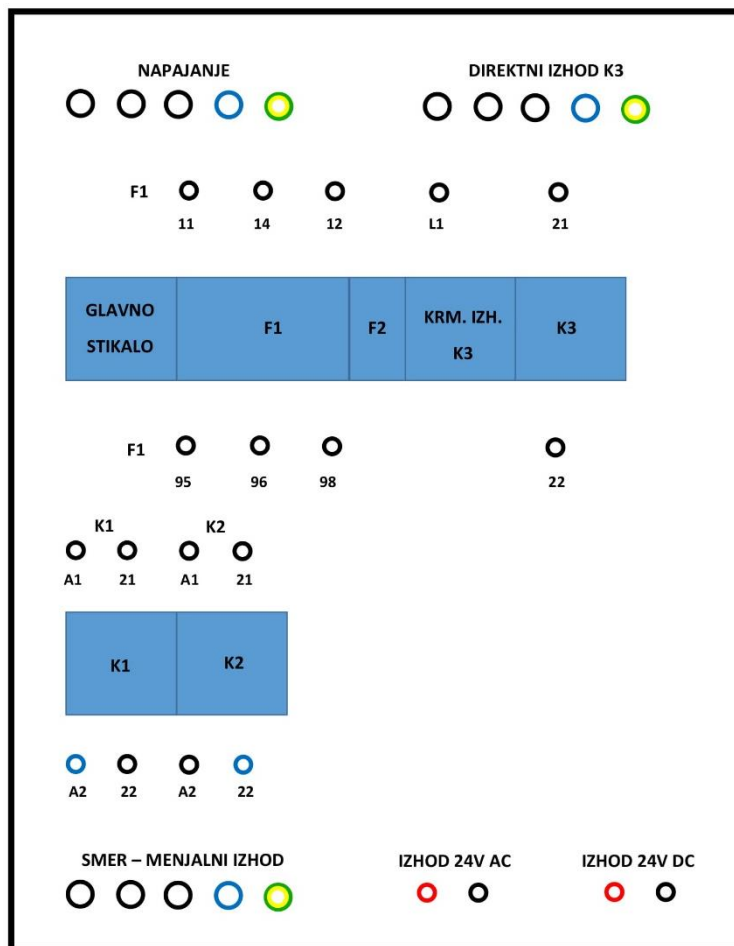 NAPAJANJE DIREKTNI IZHOD K3
F1
11 14 12 L1 21
GLAVNO
STIKALO
F1
F2
KRM. IZH.
K3
K3
F1
95 96 98 22
K1 K2
A1 21 A1 21
K1 K2
A2 22 A2 22
SMER – MENJALNI IZHOD IZHOD 24V AC IZHOD 24V DC